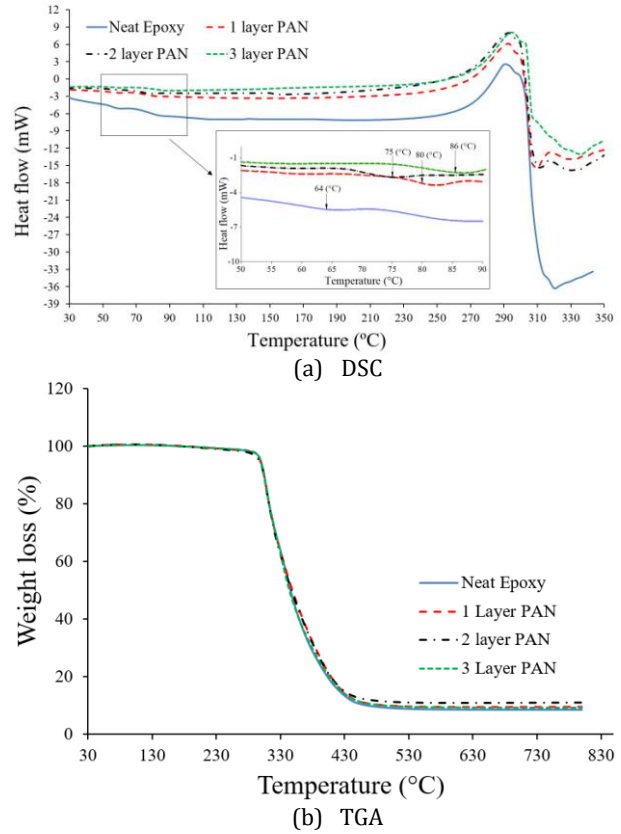 Neat Epoxy 1 layer PAN
2 layer PAN 3 layer PAN
12
9
6
3
0
-3
-6
-9
-12
-15
-18
-21
-24
-27
-30
-33
-36
-39
Heat flow (mW)
30 50 70 90 110 130 150 170 190 210 230 250 270 290 310 330 350
Temperature (ºC)
-1
-4
-7
-10
Heat flow (mW)
64 (°C)
75 (°C)
80 (°C)
86 (°C)
50 55 60 65 70 75 80 85 90
Temperature (°C)
(a) DSC
120
100
80
60
40
20
0
Weight loss (%)
Neat Epoxy
1 Layer PAN
2 layer PAN
3 Layer PAN
30 130 230 330 430 530 630 730 830
Temperature (°C)
(b) TGA